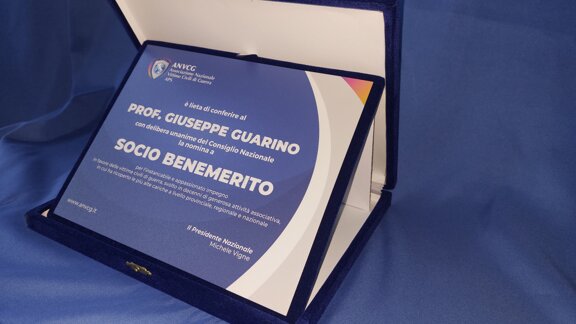 ANVCG
Associazione Nazionale
Vittime Civili di Guerra
APS
è lieta di conferire al
PROF. GIUSEPPE GUARINO
con delibera unanime del Consiglio Nazionale
la nomina a
SOCIO BENEMERITO
per l'instancabile e appassionato impegno
in favore delle vittime civili di guerra, svolto in decenni di generosa attività associativa,
in cui ha ricoperto le più alte cariche a livello provinciale, regionale e nazionale
www.anvcg.it
Il Presidente Nazionale
Michele Vigne